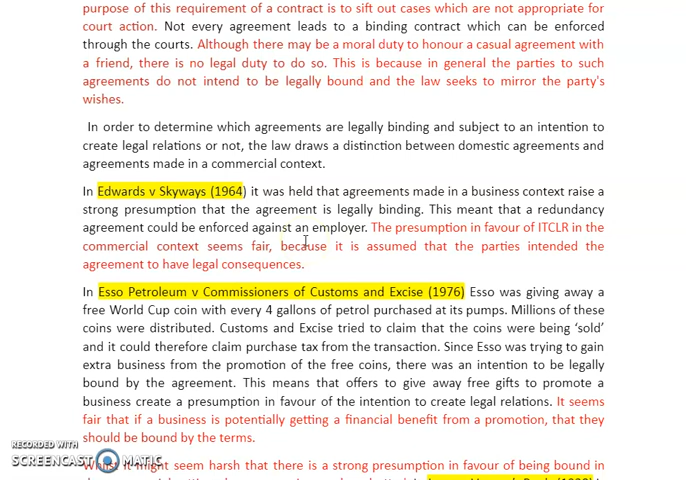 purpose of this requirement of a contract is to sift out cases which are not appropriate for
court action. Not every agreement leads to a binding contract which can be enforced
through the courts. Although there may be a moral duty to honour a casual agreement with
a friend, there is no legal duty to do so. This is because in general the parties to such
agreements do not intend to be legally bound and the law seeks to mirror the party's
wishes.
In order to determine which agreements are legally binding and subject to an intention to
create legal relations or not, the law draws a distinction between domestic agreements and
agreements made in a commercial context.
In Edwards v Skyways (1964) it was held that agreements made in a business context raise a
strong presumption that the agreement is legally binding. This meant that a redundancy
agreement could be enforced against an employer. The presumption in favour of ITCLR in the
commercial context seems fair, because it is assumed that the parties intended the
agreement to have legal consequences.
In Esso Petroleum v Commissioners of Customs and Excise (1976) Esso was giving away a
free World Cup coin with every 4 gallons of petrol purchased at its pumps. Millions of these
coins were distributed. Customs and Excise tried to claim that the coins were being ‘sold’
and it could therefore claim purchase tax from the transaction. Since Esso was trying to gain
extra business from the promotion of the free coins, there was an intention to be legally
bound by the agreement. This means that offers to give away free gifts to promote a
business create a presumption in favour of the intention to create legal relations. It seems
fair that if a business is potentially getting a financial benefit from a promotion, that they
should be bound by the terms.
RECORDED WITH
SCREENCAST MATIC
Whilst it might seem harsh that there is a strong presumption in favour of being bound in